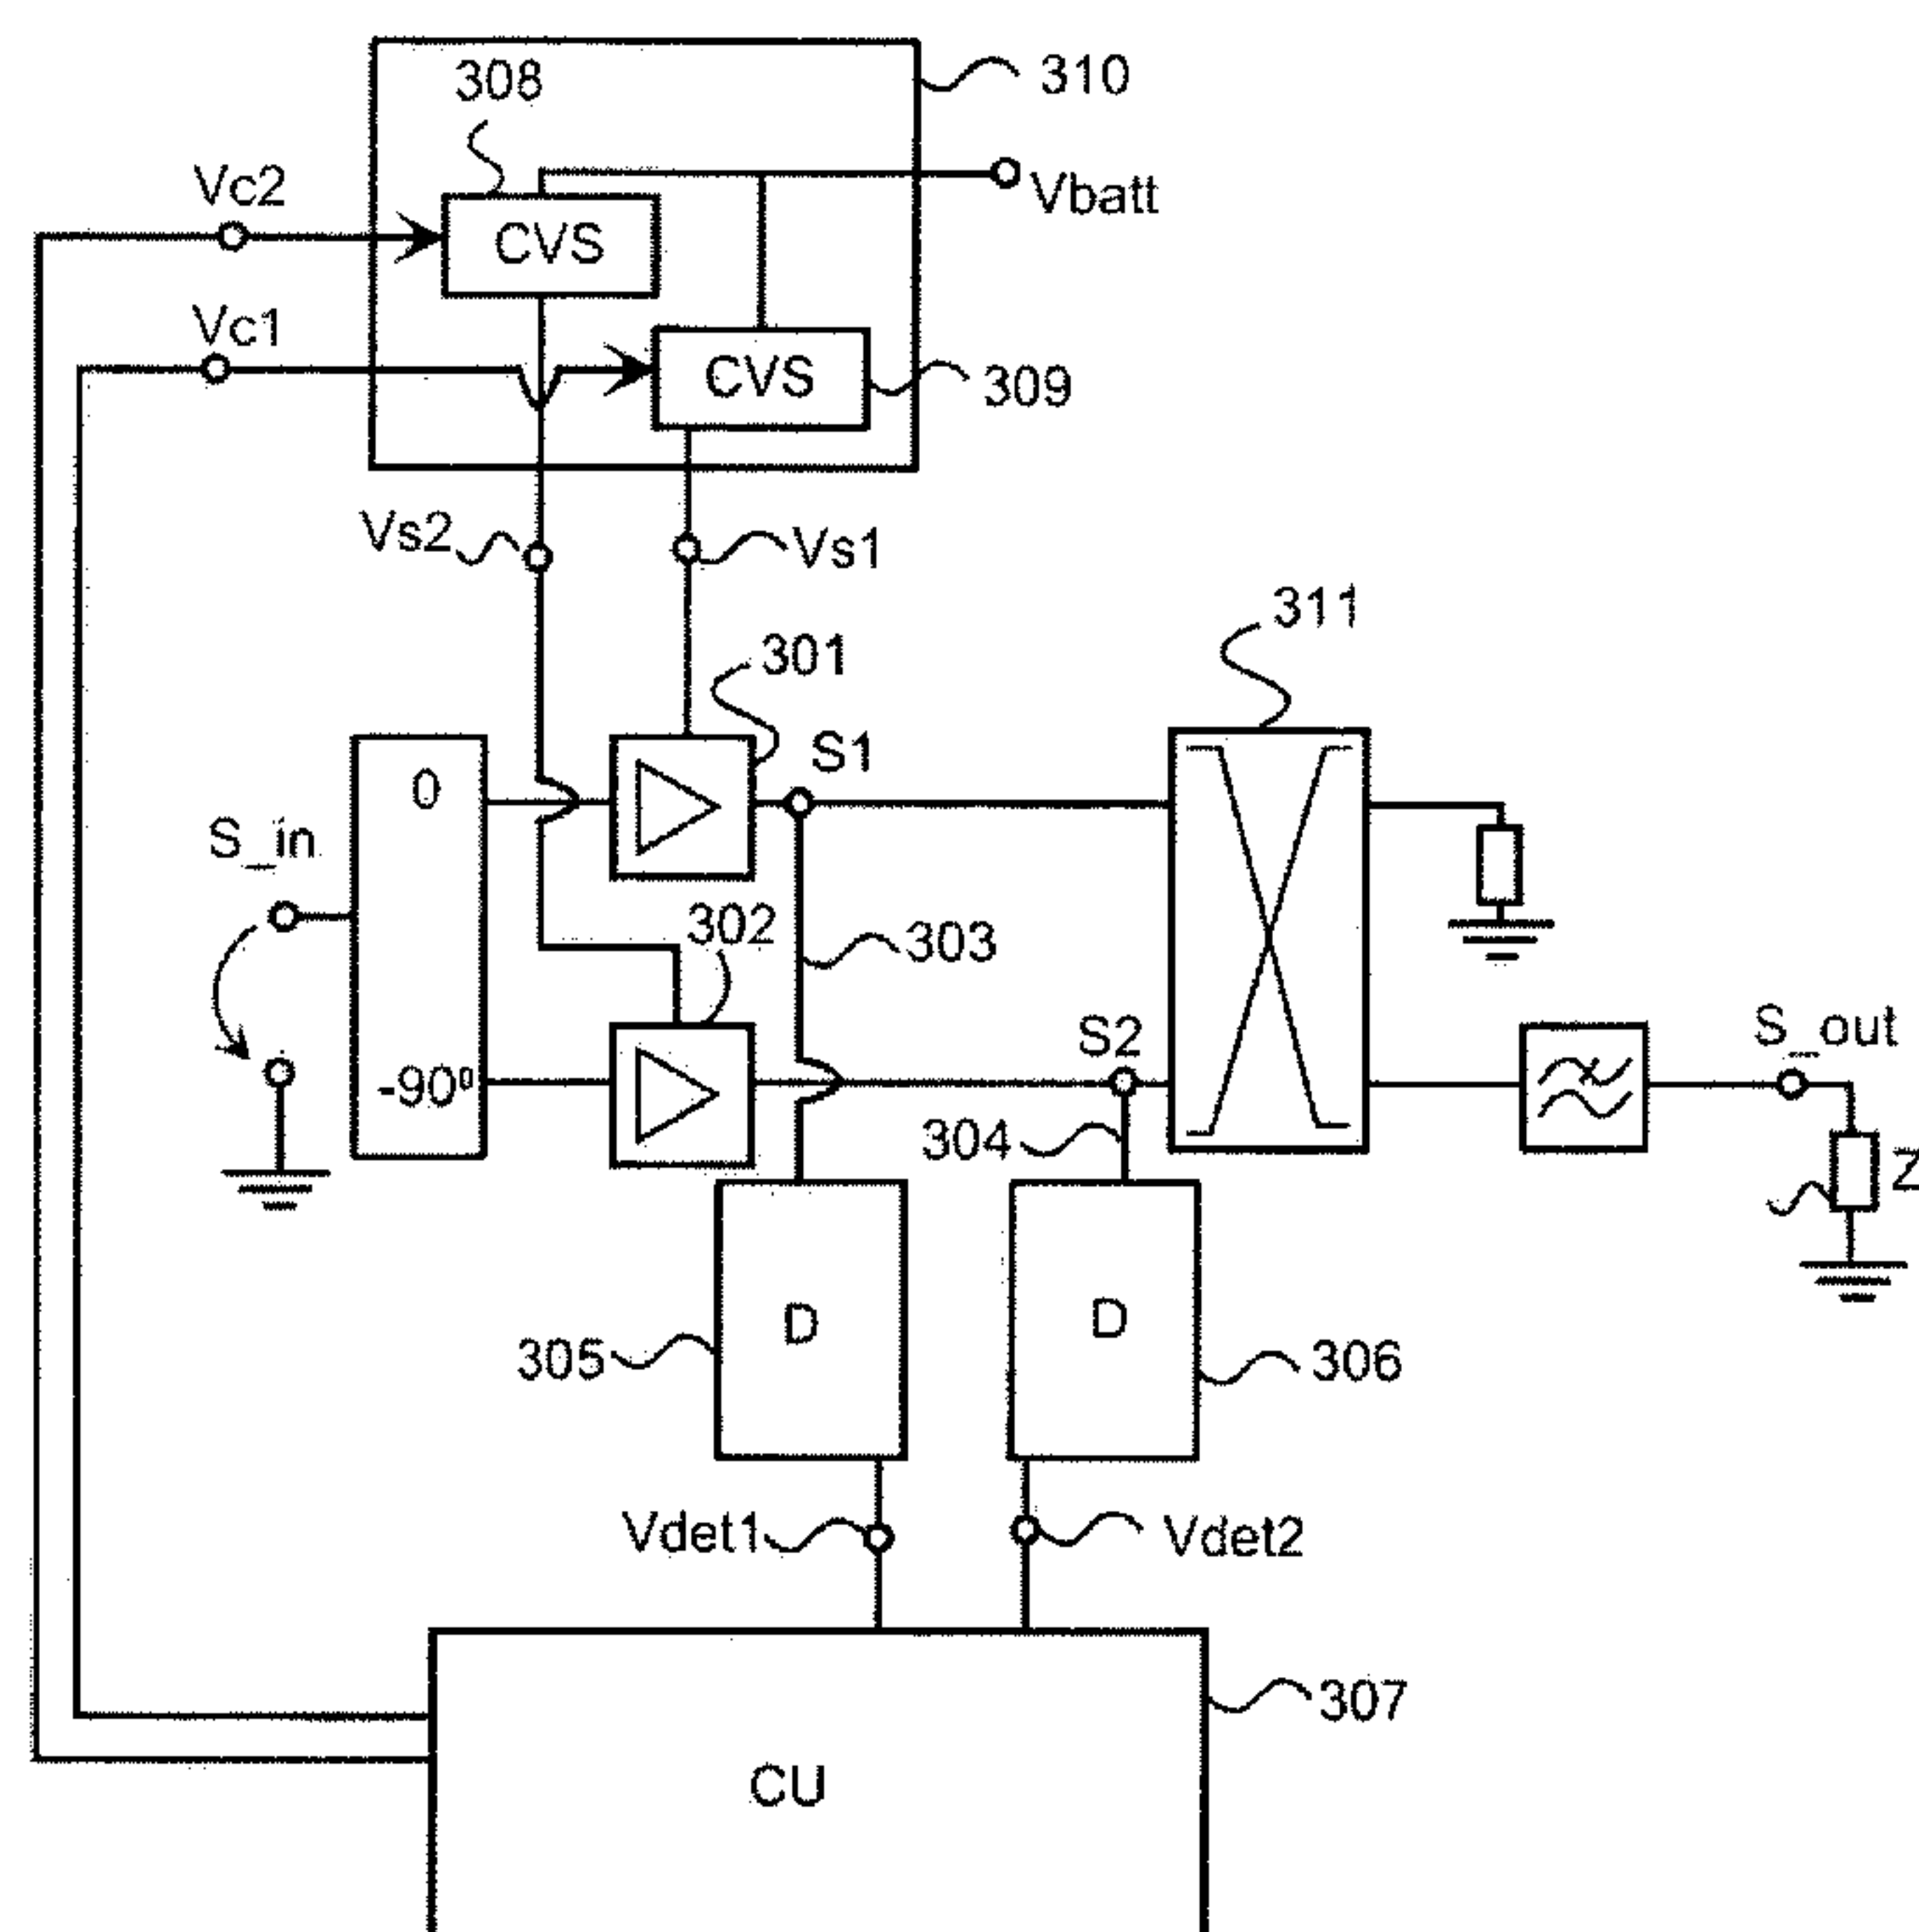 308
310
Vc2
Vbatt
CVS
Vc1
CVS
309
Vs2
Vs1
311
301
S1
0
S_in
302
303
S2
S_out
-90º
304
Z
D
D
305
306
Vdet1
Vdet2
307
CU